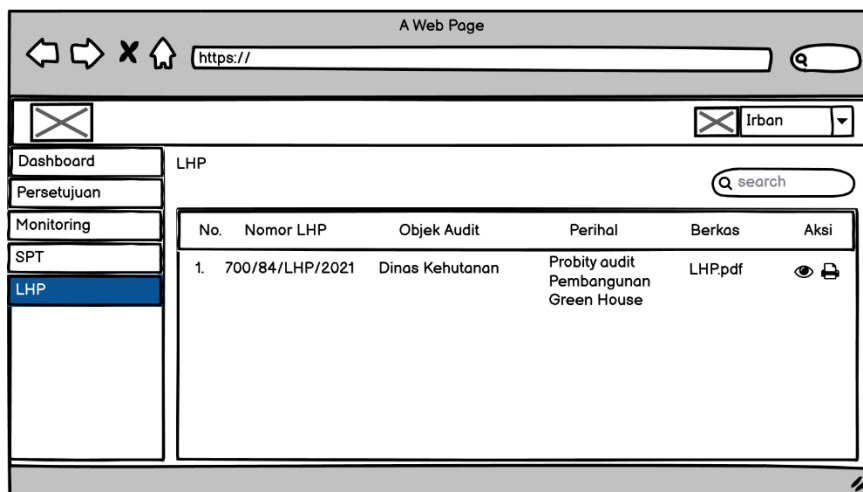 A Web Page
https://
Irban
Dashboard
Persetujuan
Monitoring
SPT
LHP
LHP
search
No. Nomor LHP Objek Audit Perihal Berkas Aksi
1. 700/84/LHP/2021 Dinas Kehutanan Probity audit LHP.pdf
Pembangunan
Green House